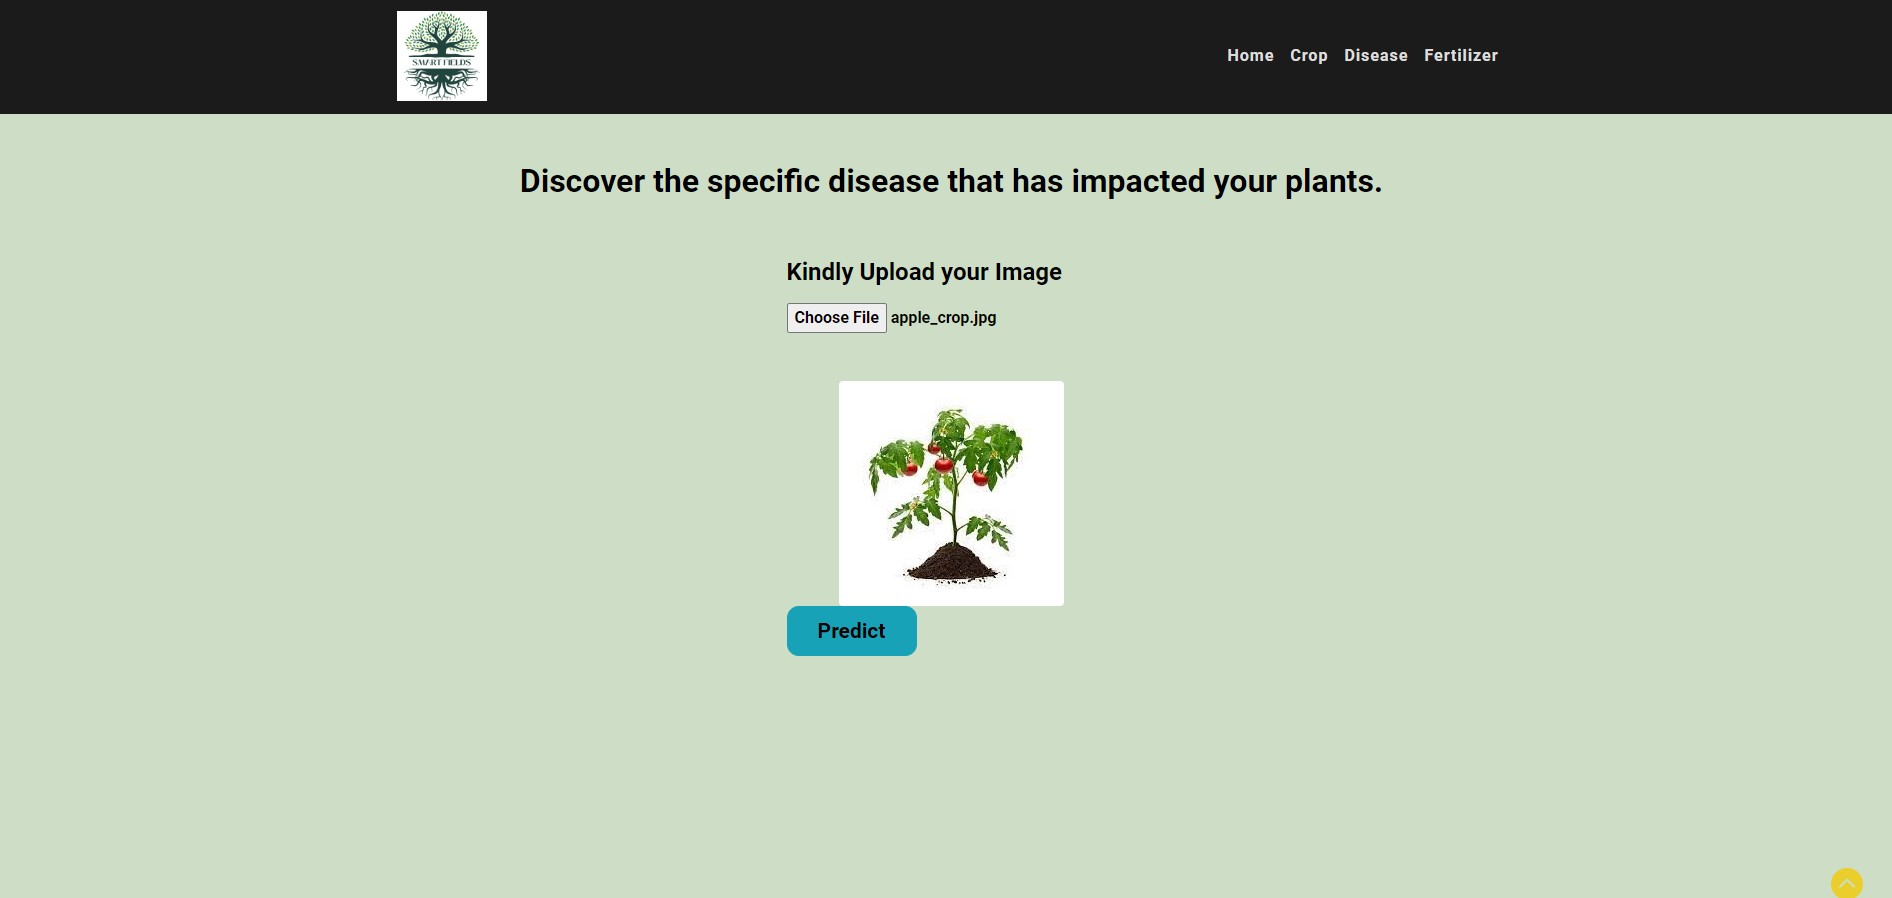 SMART FIELDS
Home Crop Disease Fertilizer
Discover the specific disease that has impacted your plants.
Kindly Upload your Image
Choose File apple_crop.jpg
Predict